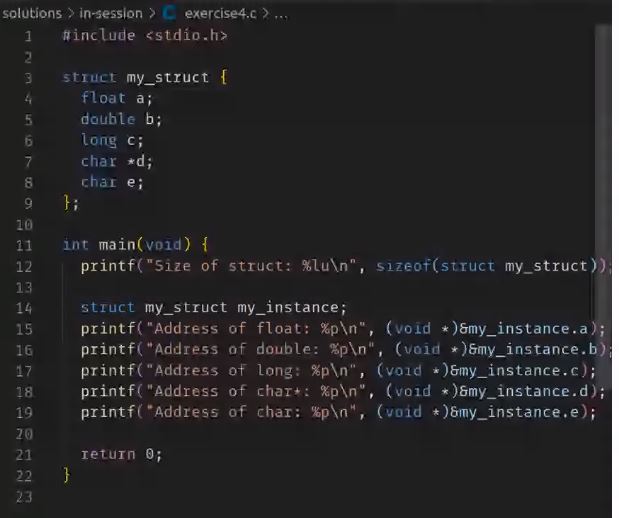 solutions > in-session > C exercise4.c > ...
1 #include <stdio.h>
2
3 struct my_struct {
4   float a;
5   double b;
6   long c;
7   char *d;
8   char e;
9 };
10
11 int main(void) {
12   printf("Size of struct: %lu\n", sizeof(struct my_struct));
13
14   struct my_struct my_instance;
15   printf("Address of float: %p\n", (void *)&my_instance.a);
16   printf("Address of double: %p\n", (void *)&my_instance.b);
17   printf("Address of long: %p\n", (void *)&my_instance.c);
18   printf("Address of char*: %p\n", (void *)&my_instance.d);
19   printf("Address of char: %p\n", (void *)&my_instance.e);
20
21   return 0;
22 }
23